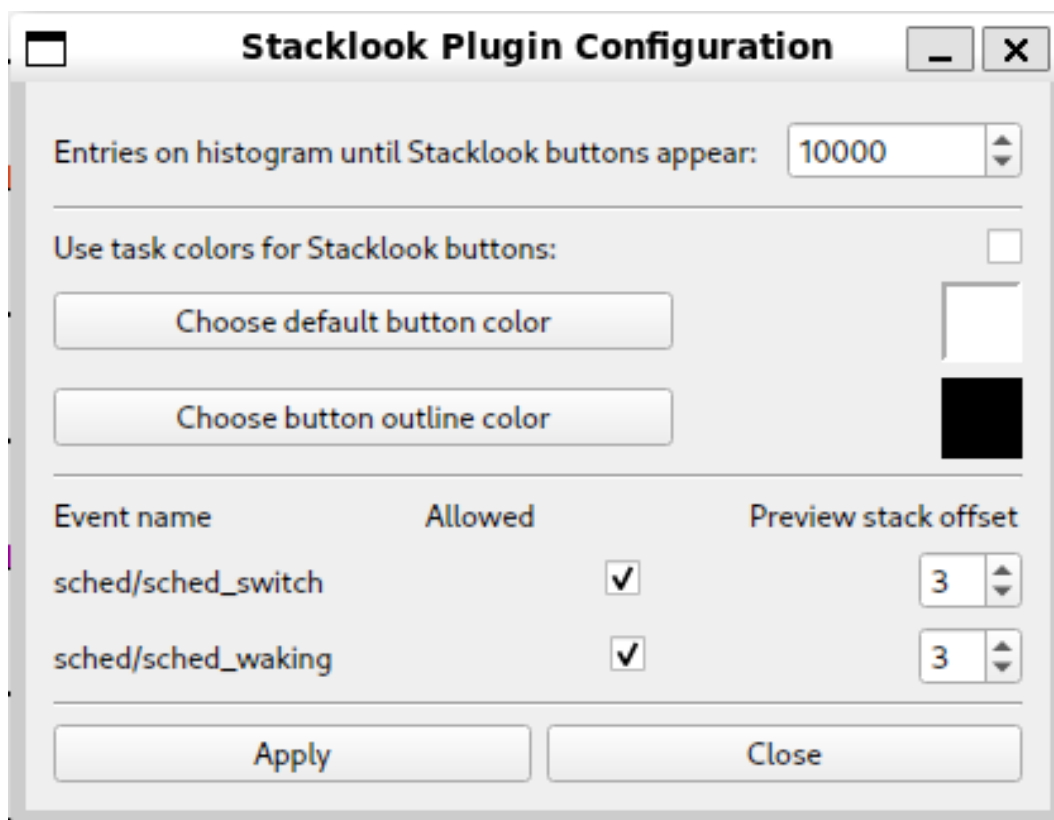 Stacklook Plugin Configuration
Entries on histogram until Stacklook buttons appear: 10000
Use task colors for Stacklook buttons:
Choose default button color
Choose button outline color
Event name Allowed Preview stack offset
sched/sched_switch 3
sched/sched_waking 3
Apply Close